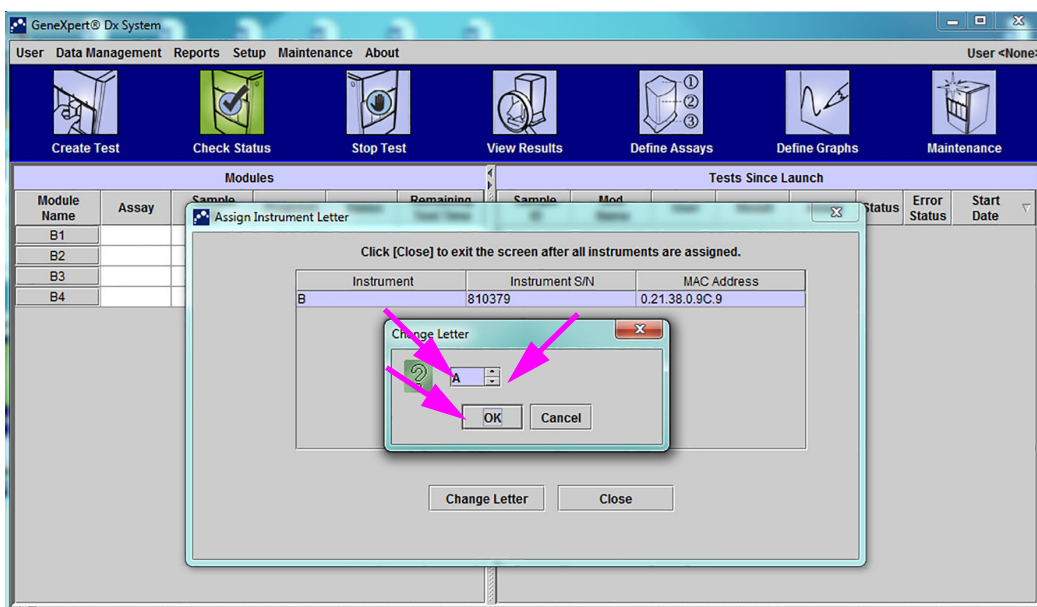 GeneXpert® Dx System
User Data Management Reports Setup Maintenance About User <None>
Create Test Check Status Stop Test View Results Define Assays Define Graphs Maintenance
Modules Tests Since Launch
Module Name Assay Sample Remaining Sample ID Mod Name Status Error Status Start Date
Assign Instrument Letter
B1
B2
B3
B4
Click [Close] to exit the screen after all instruments are assigned.
Instrument Instrument S/N MAC Address
B 810379 0.21.38.0.9C.9
Change Letter
A
OK Cancel
Change Letter Close